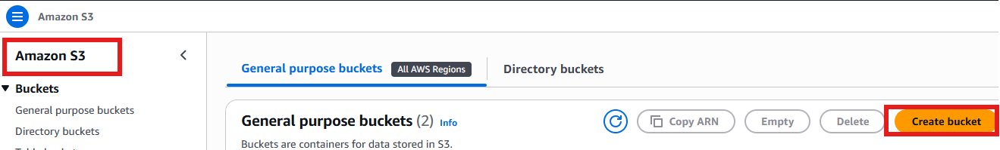 Amazon S3
Amazon S3
Buckets
General purpose buckets
Directory buckets
General purpose buckets All AWS Regions Directory buckets
General purpose buckets (2) Info Copy ARN Empty Delete Create bucket
Buckets are containers for data stored in S3.